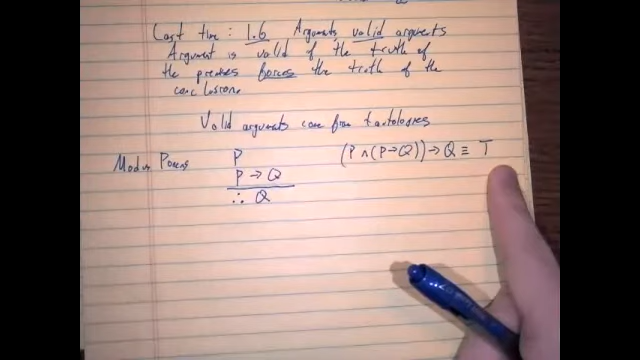 Last time: 1.6 Arguments, valid arguments
Argument is valid if the truth of
the premises forces the truth of the
conclusion.
Valid arguments come from tautologies
Modus Ponens P (P ∧ (P → Q)) → Q ≡ T
P → Q
∴ Q